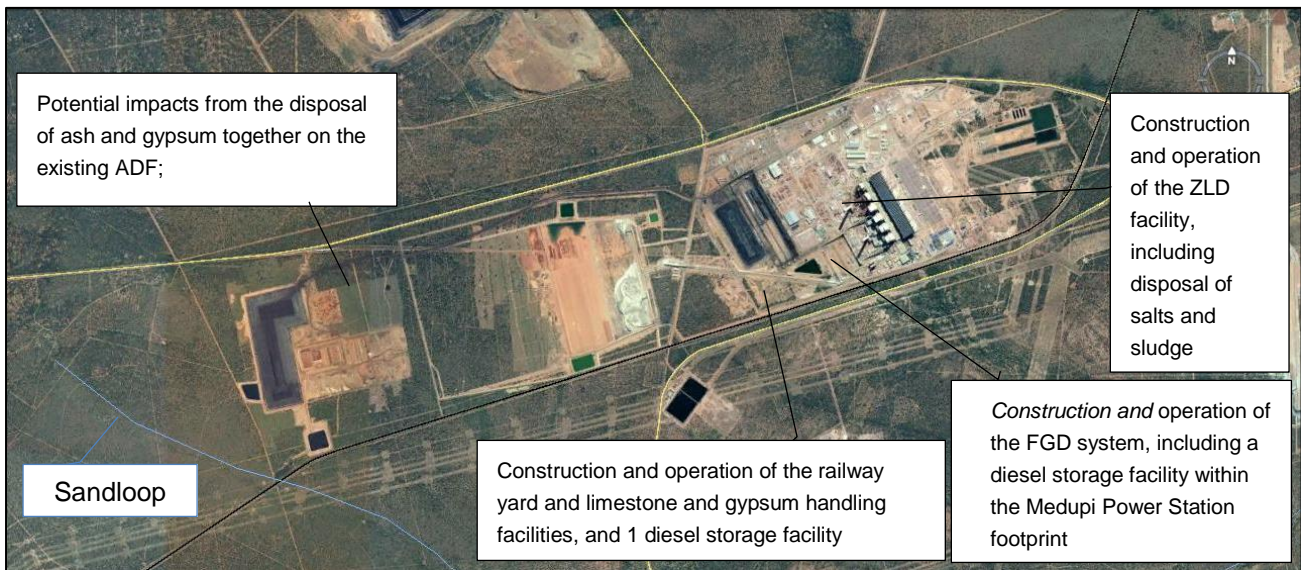 Potential impacts from the disposal
of ash and gypsum together on the
existing ADF;
N
Construction
and operation
of the ZLD
facility,
including
disposal of
salts and
sludge
Construction and operation of
the FGD system, including a
diesel storage facility within
the Medupi Power Station
footprint
Construction and operation of the railway
yard and limestone and gypsum handling
facilities, and 1 diesel storage facility
Sandloop